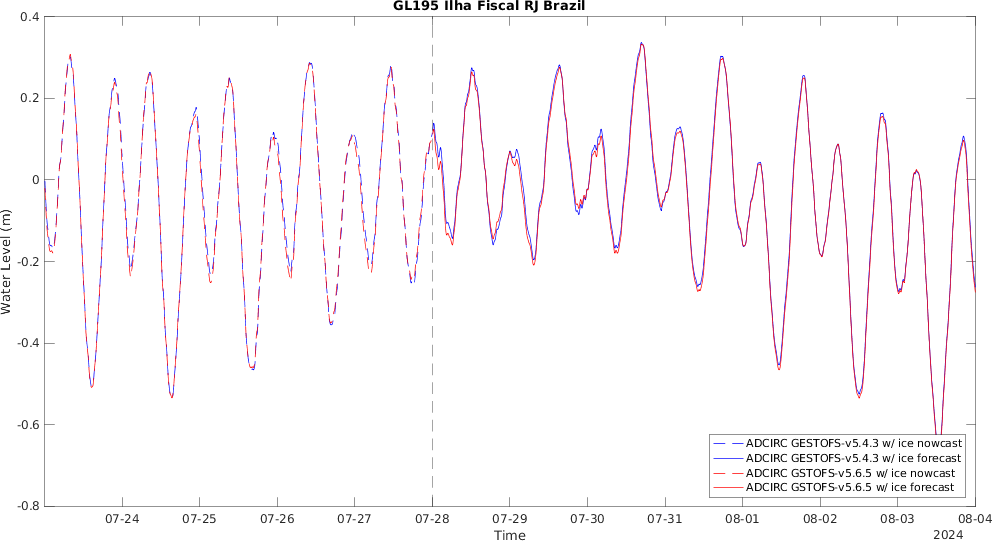 GL195 Ilha Fiscal RJ Brazil
Water Level (m)
0.4
0.2
0
-0.2
-0.4
-0.6
-0.8
ADCIRC GESTOFS-v5.4.3 w/ ice nowcast
ADCIRC GESTOFS-v5.4.3 w/ ice forecast
ADCIRC GSTOFS-v5.6.5 w/ ice nowcast
ADCIRC GSTOFS-v5.6.5 w/ ice forecast
07-24 07-25 07-26 07-27 07-28 07-29 07-30 07-31 08-01 08-02 08-03 08-04
Time
2024